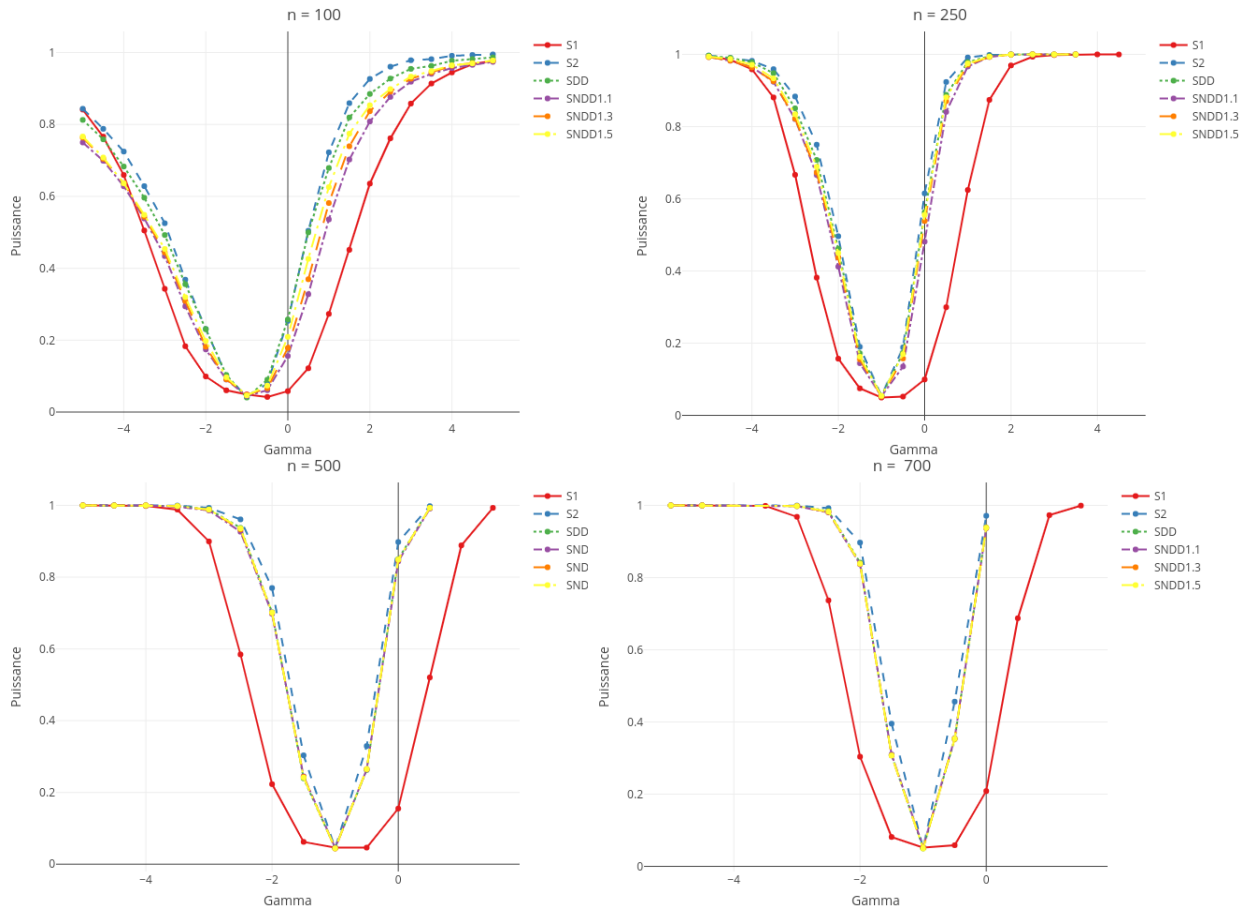 n = 100
S1
S2
SDD
SNDD1.1
SNDD1.3
SNDD1.5
1
0.8
0.6
0.4
0.2
0
Puissance
−4
−2
0
2
4
Gamma
n = 250
S1
S2
SDD
SNDD1.1
SNDD1.3
SNDD1.5
1
0.8
0.6
0.4
0.2
0
Puissance
−4
−2
0
2
4
Gamma
n = 500
S1
S2
SDD
SND
SND
SND
1
0.8
0.6
0.4
0.2
0
Puissance
−4
−2
0
Gamma
n = 700
S1
S2
SDD
SNDD1.1
SNDD1.3
SNDD1.5
1
0.8
0.6
0.4
0.2
0
Puissance
−4
−2
0
Gamma